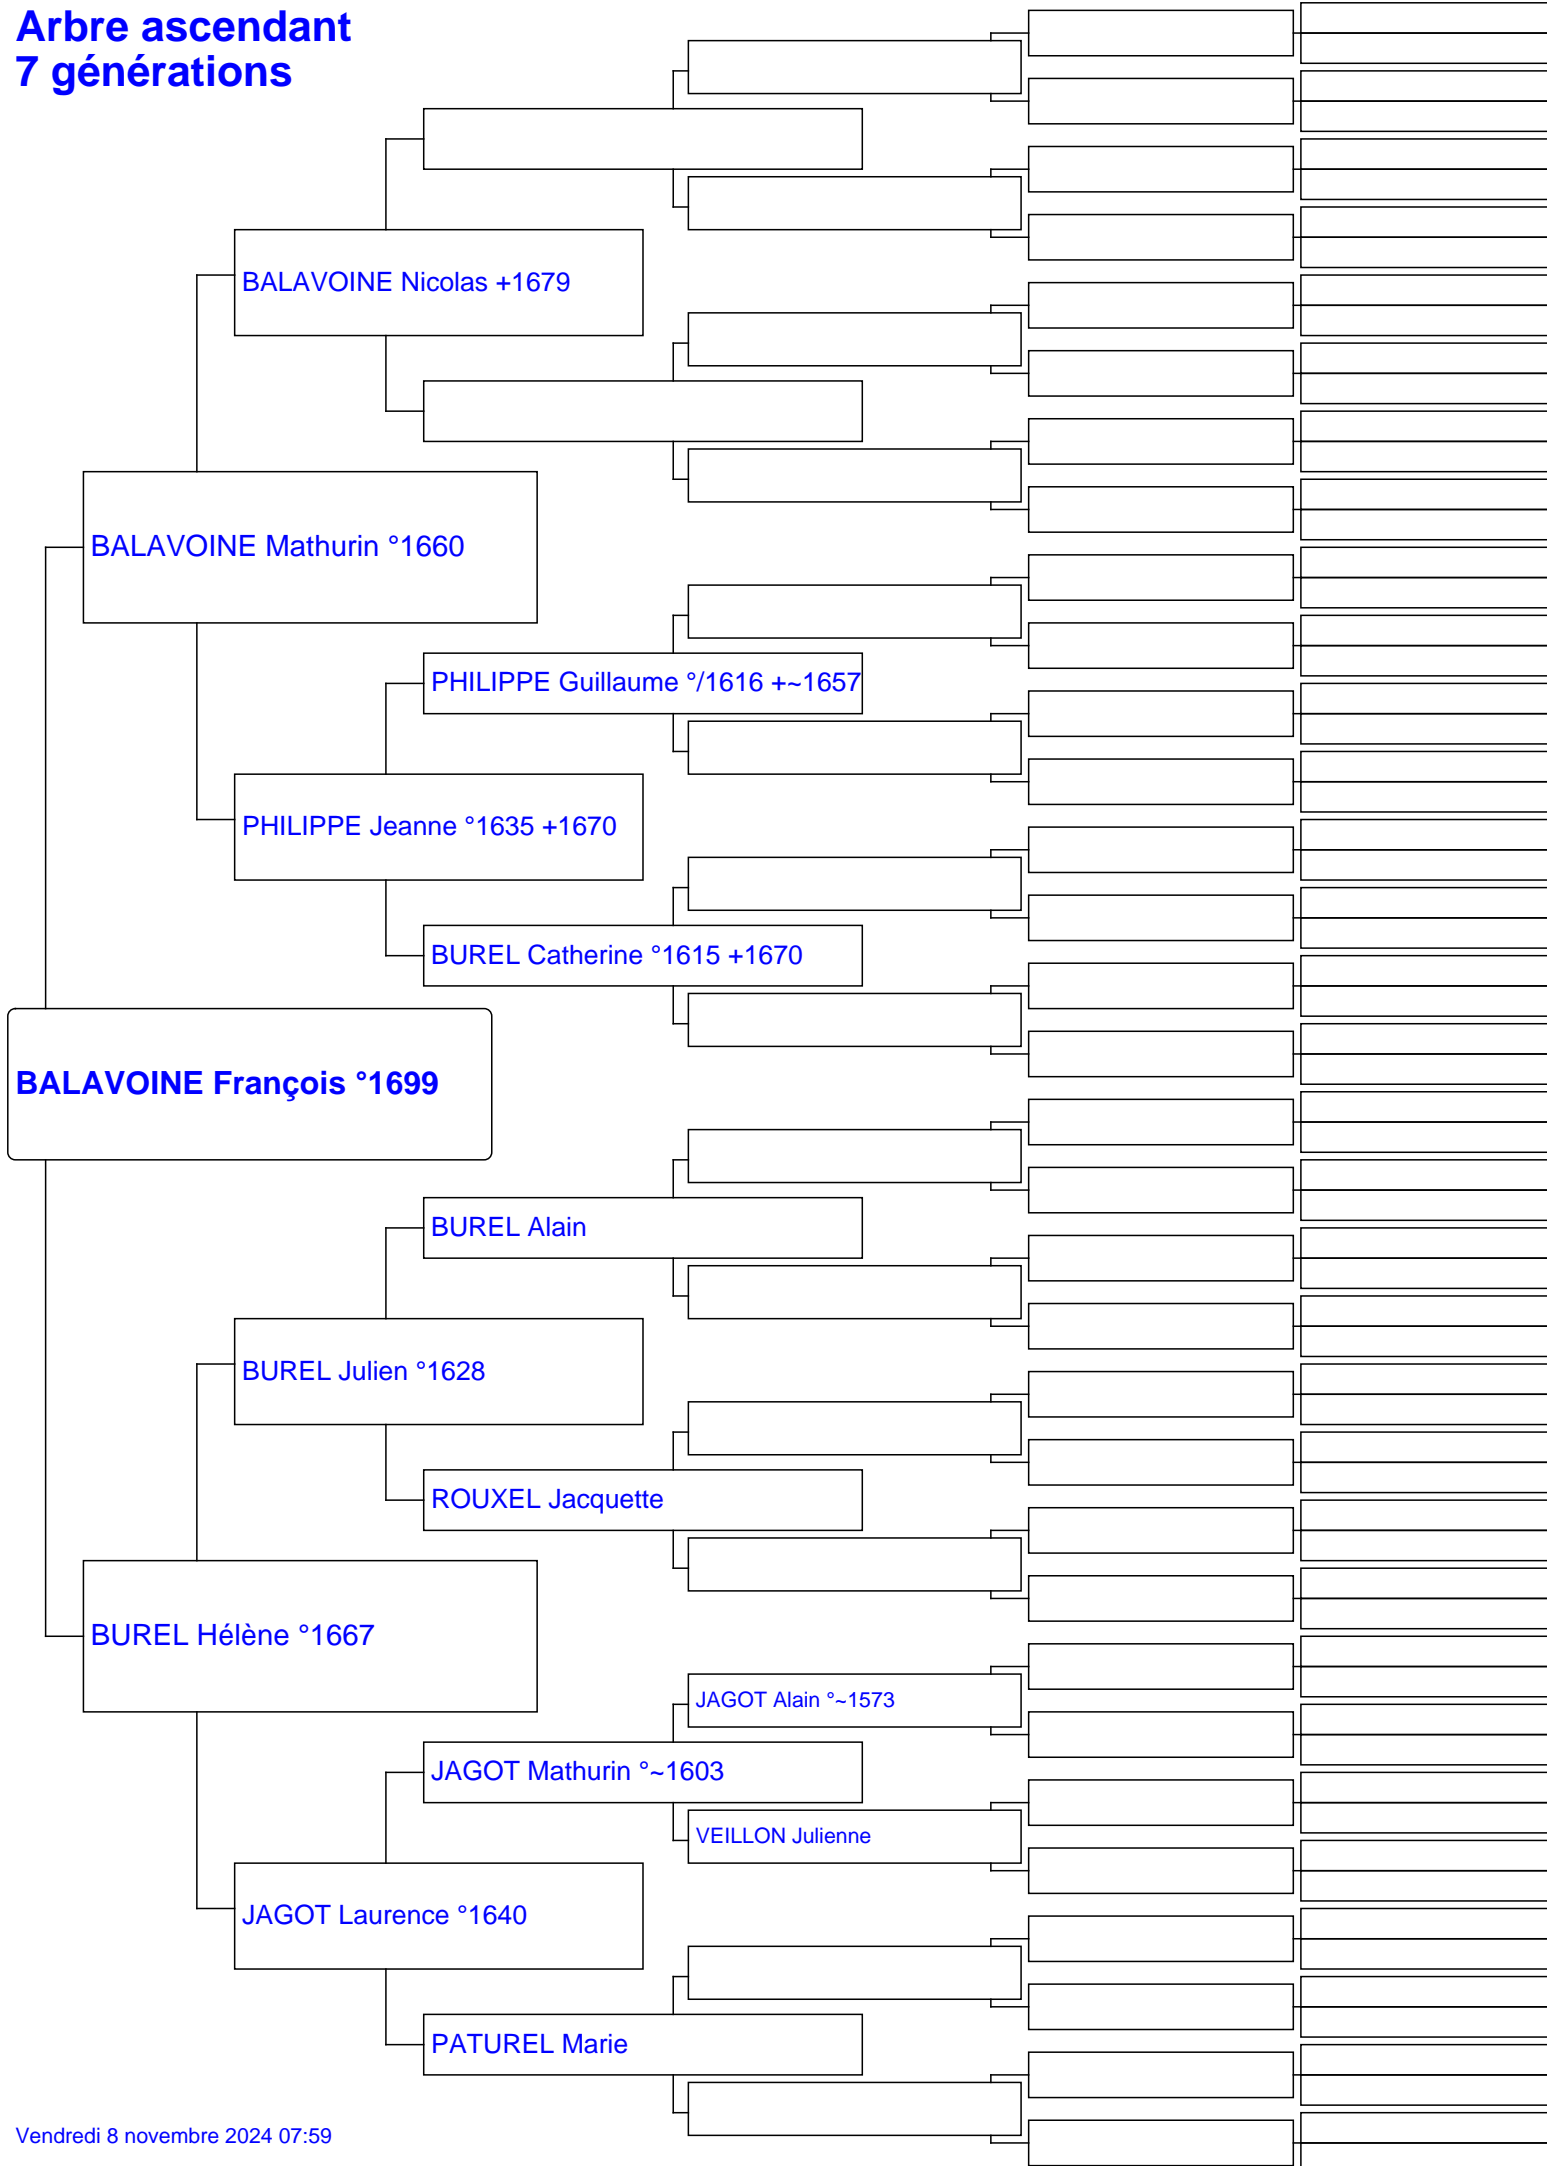 Arbre ascendant
7 générations
BALAVOINE Nicolas +1679
BALAVOINE Mathurin °1660
PHILIPPE Guillaume °/1616 +~1657
PHILIPPE Jeanne °1635 +1670
BUREL Catherine °1615 +1670
BALAVOINE François °1699
BUREL Alain
BUREL Julien °1628
ROUXEL Jacquette
BUREL Hélène °1667
JAGOT Alain °~1573
JAGOT Mathurin °~1603
VEILLON Julienne
JAGOT Laurence °1640
PATUREL Marie
Vendredi 8 novembre 2024 07:59